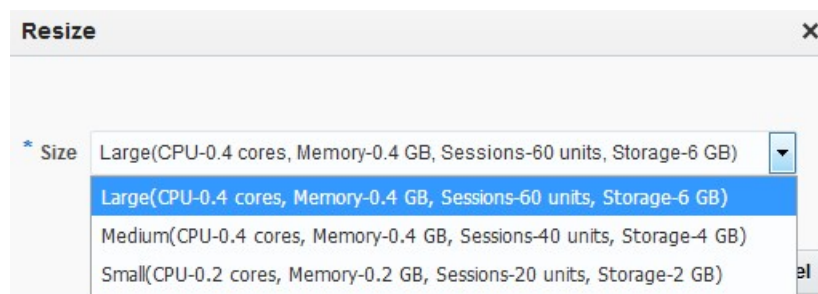 Resize
* Size Large(CPU-0.4 cores, Memory-0.4 GB, Sessions-60 units, Storage-6 GB)
Large(CPU-0.4 cores, Memory-0.4 GB, Sessions-60 units, Storage-6 GB)
Medium(CPU-0.4 cores, Memory-0.4 GB, Sessions-40 units, Storage-4 GB)
Small(CPU-0.2 cores, Memory-0.2 GB, Sessions-20 units, Storage-2 GB)